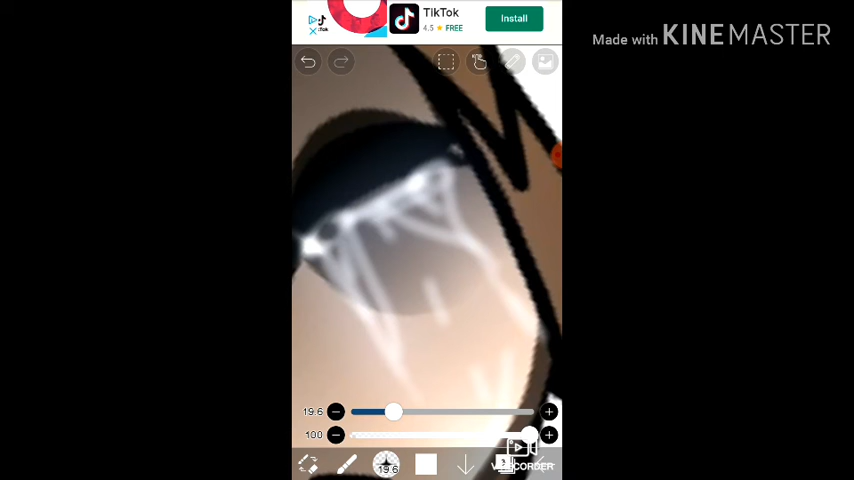 TikTok
4.5 ★ FREE
Install
Made with KINEMASTER
19.6
100
19.6